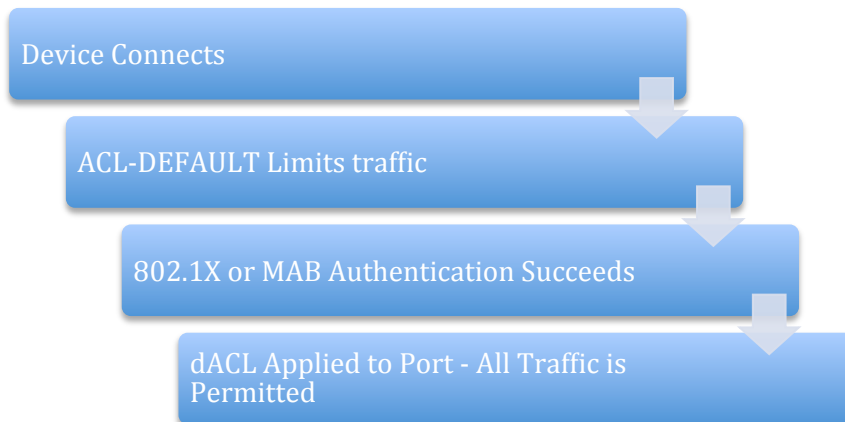 Device Connects
ACL-DEFAULT Limits traffic
802.1X or MAB Authentication Succeeds
dACL Applied to Port - All Traffic is
Permitted